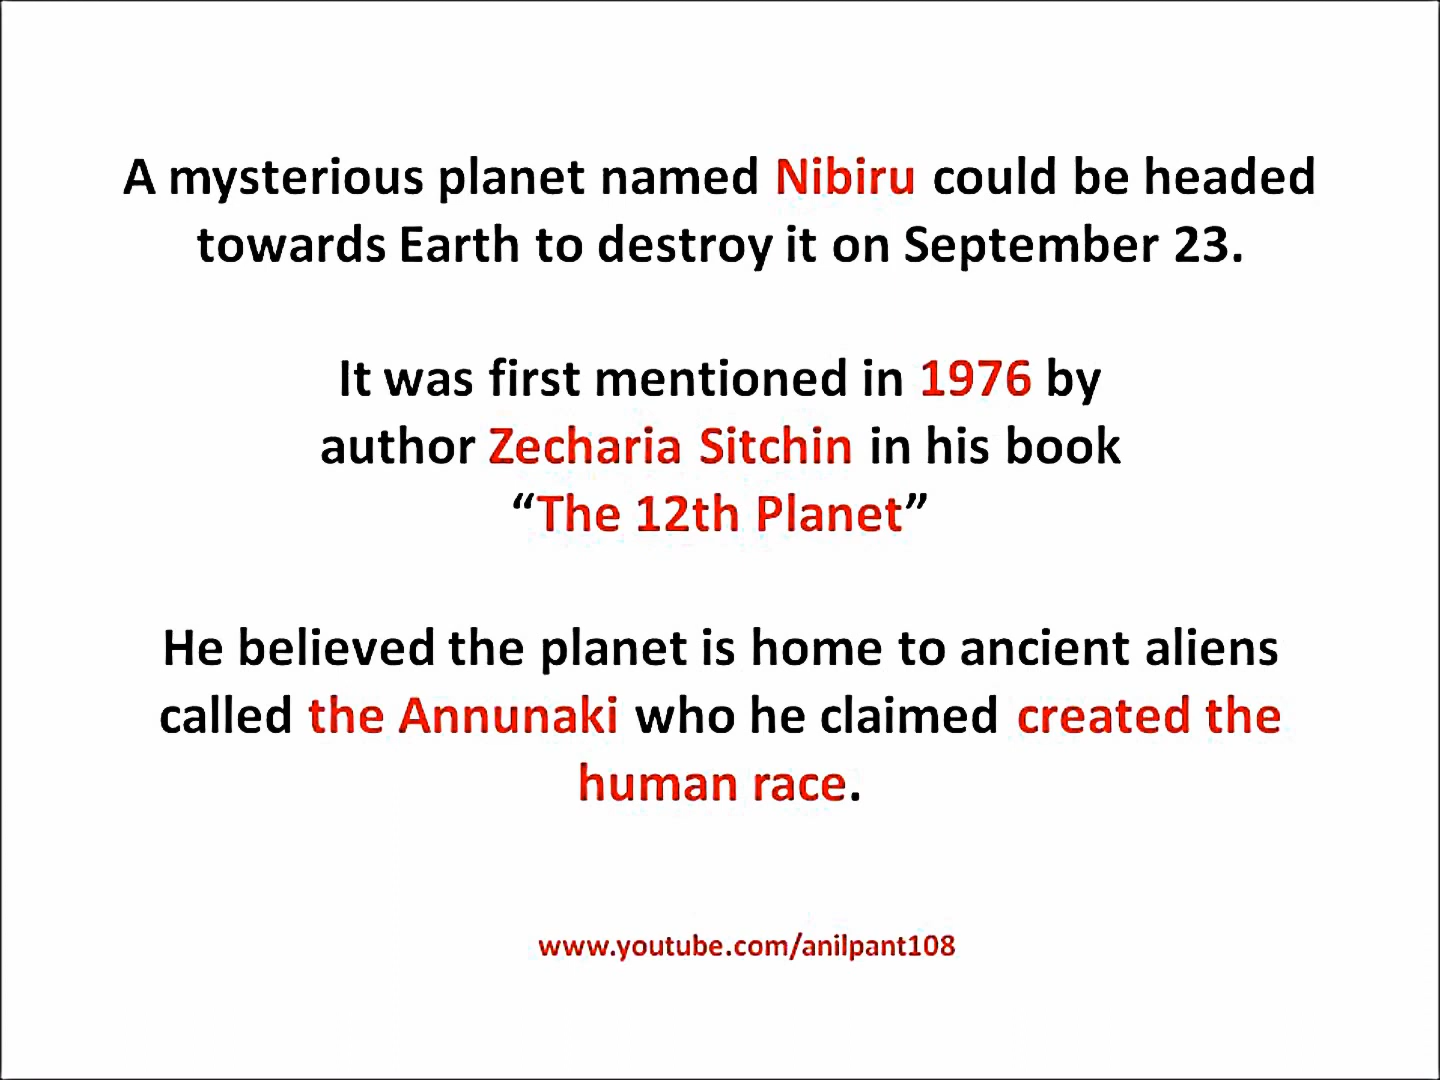 A mysterious planet named Nibiru could be headed
towards Earth to destroy it on September 23.
It was first mentioned in 1976 by
author Zecharia Sitchin in his book
“The 12th Planet”
He believed the planet is home to ancient aliens
called the Annunaki who he claimed created the
human race.
www.youtube.com/anilpant108